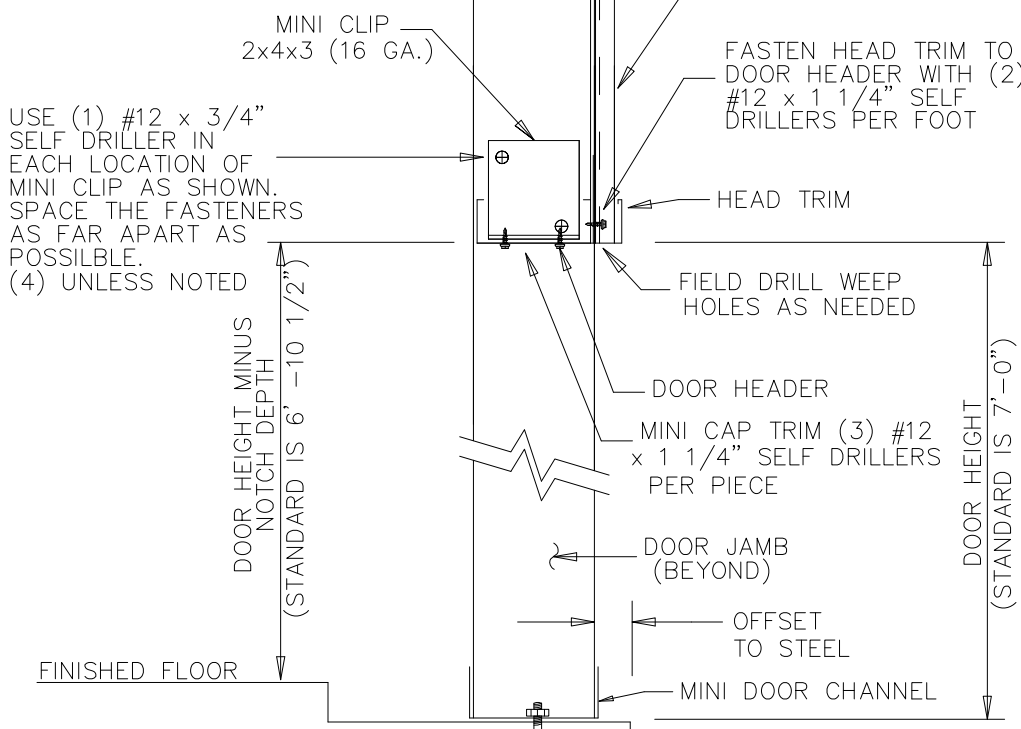 MINI CLIP
2x4x3 (16 GA.)
FASTEN HEAD TRIM TO
DOOR HEADER WITH (2)
#12 x 1 1/4” SELF
DRILLERS PER FOOT
USE (1) #12 x 3/4”
SELF DRILLER IN
EACH LOCATION OF
MINI CLIP AS SHOWN.
SPACE THE FASTENERS
AS FAR APART AS
POSSILBLE.
(4) UNLESS NOTED
HEAD TRIM
FIELD DRILL WEEP
HOLES AS NEEDED
DOOR HEIGHT MINUS
NOTCH DEPTH
(STANDARD IS 6’ -10 1/2”)
DOOR HEADER
MINI CAP TRIM (3) #12
x 1 1/4” SELF DRILLERS
PER PIECE
DOOR HEIGHT
(STANDARD IS 7’-0”)
DOOR JAMB
(BEYOND)
OFFSET
TO STEEL
FINISHED FLOOR
MINI DOOR CHANNEL